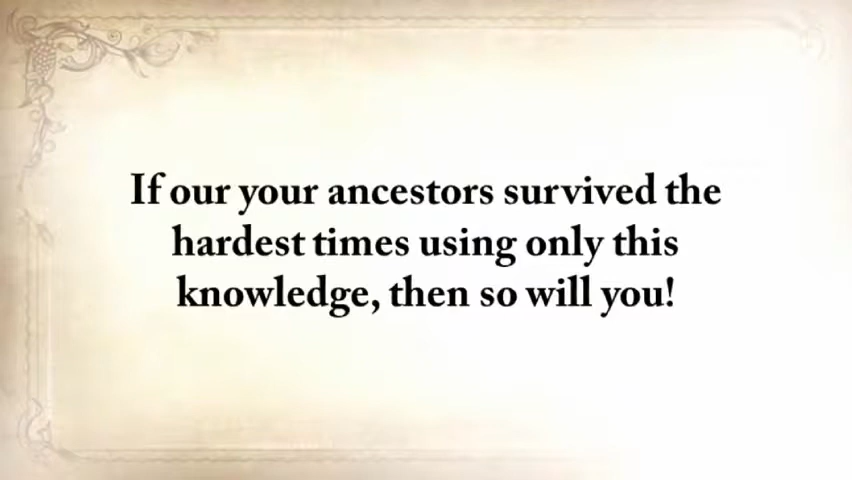 If our your ancestors survived the
hardest times using only this
knowledge, then so will you!